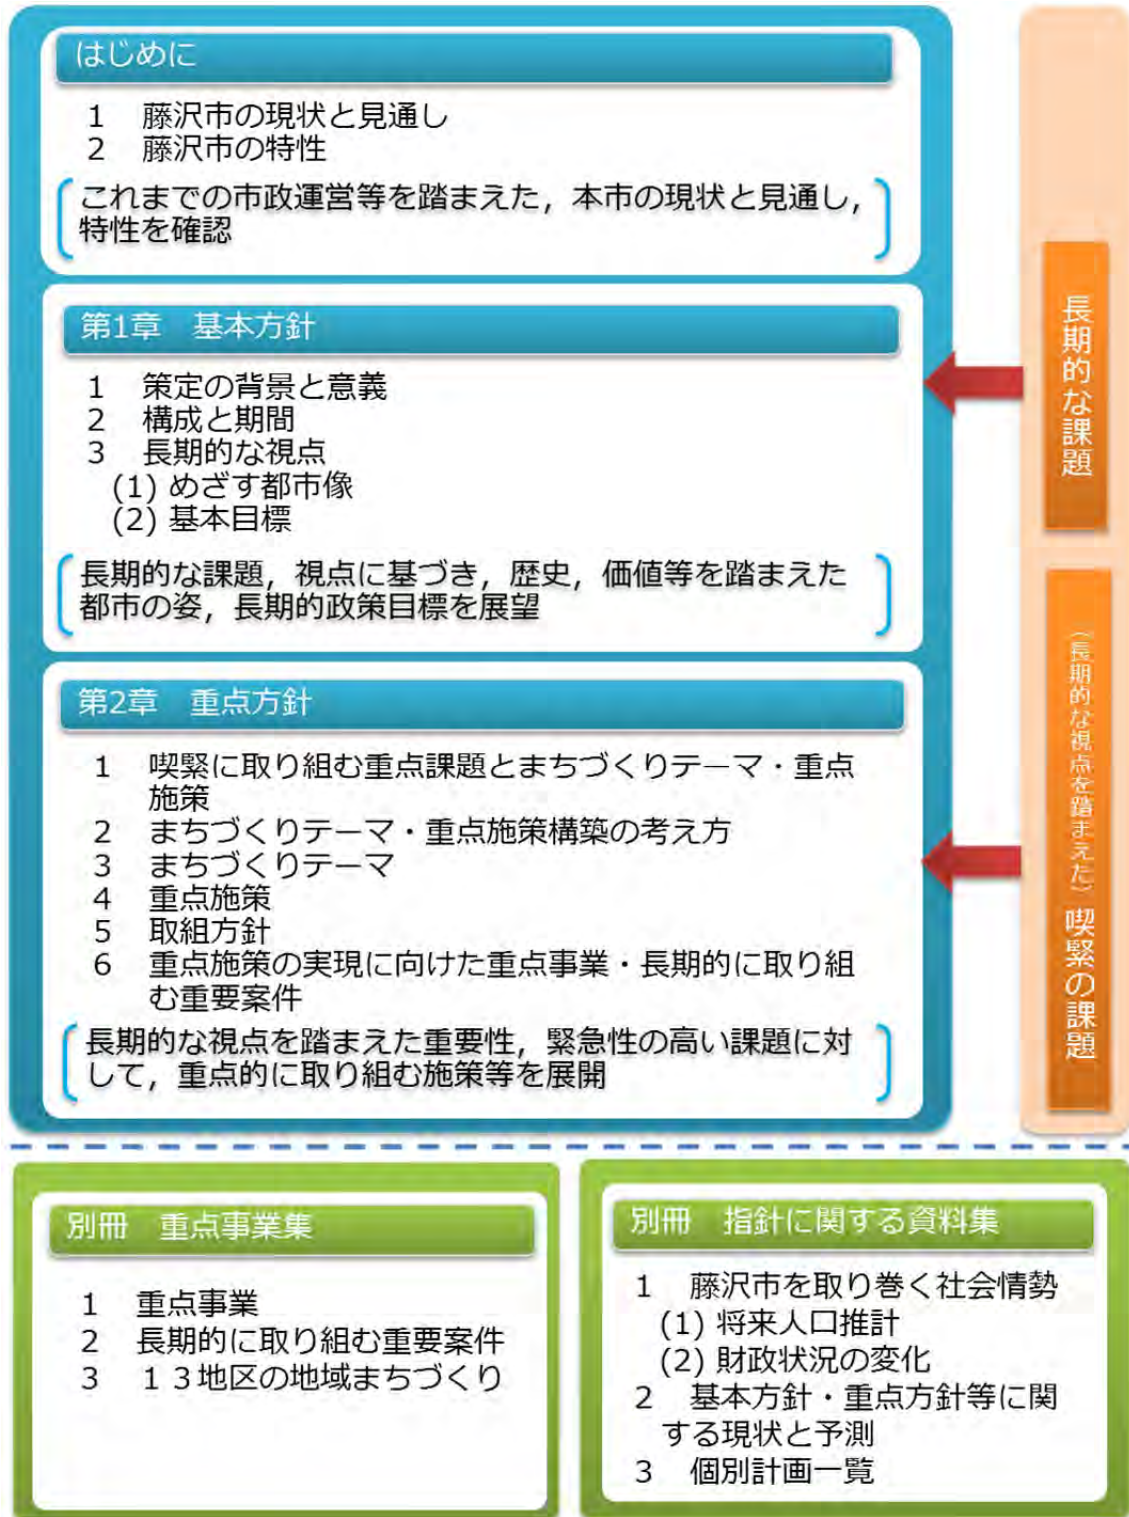 はじめに
1 藤沢市の現状と見通し
2 藤沢市の特性
これまでの市政運営等を踏まえた，本市の現状と見通し，
特性を確認
第1章 基本方針
1 策定の背景と意義
2 構成と期間
3 長期的な視点
(1) めざす都市像
(2) 基本目標
長期的な課題，視点に基づき，歴史，価値等を踏まえた
都市の姿，長期的政策目標を展望
第2章 重点方針
1 喫緊に取り組む重点課題とまちづくりテーマ・重点
施策
2 まちづくりテーマ・重点施策構築の考え方
3 まちづくりテーマ
4 重点施策
5 取組方針
6 重点施策の実現に向けた重点事業・長期的に取り組
む重要案件
長期的な視点を踏まえた重要性，緊急性の高い課題に対
して，重点的に取り組む施策等を展開
長期的な課題
（長期的な視点を踏まえた）喫緊の課題
別冊 重点事業集
1 重点事業
2 長期的に取り組む重要案件
3 １３地区の地域まちづくり
別冊 指針に関する資料集
1 藤沢市を取り巻く社会情勢
(1) 将来人口推計
(2) 財政状況の変化
2 基本方針・重点方針等に関
する現状と予測
3 個別計画一覧